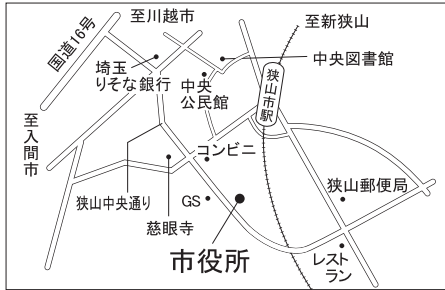 至川越市
至新狭山
国道16号
中央図書館
埼玉
りそな銀行
中央
公民館
狭山市駅
至入間市
コンビニ
狭山中央通り
GS
狭山郵便局
慈眼寺
市役所
レスト
ラン